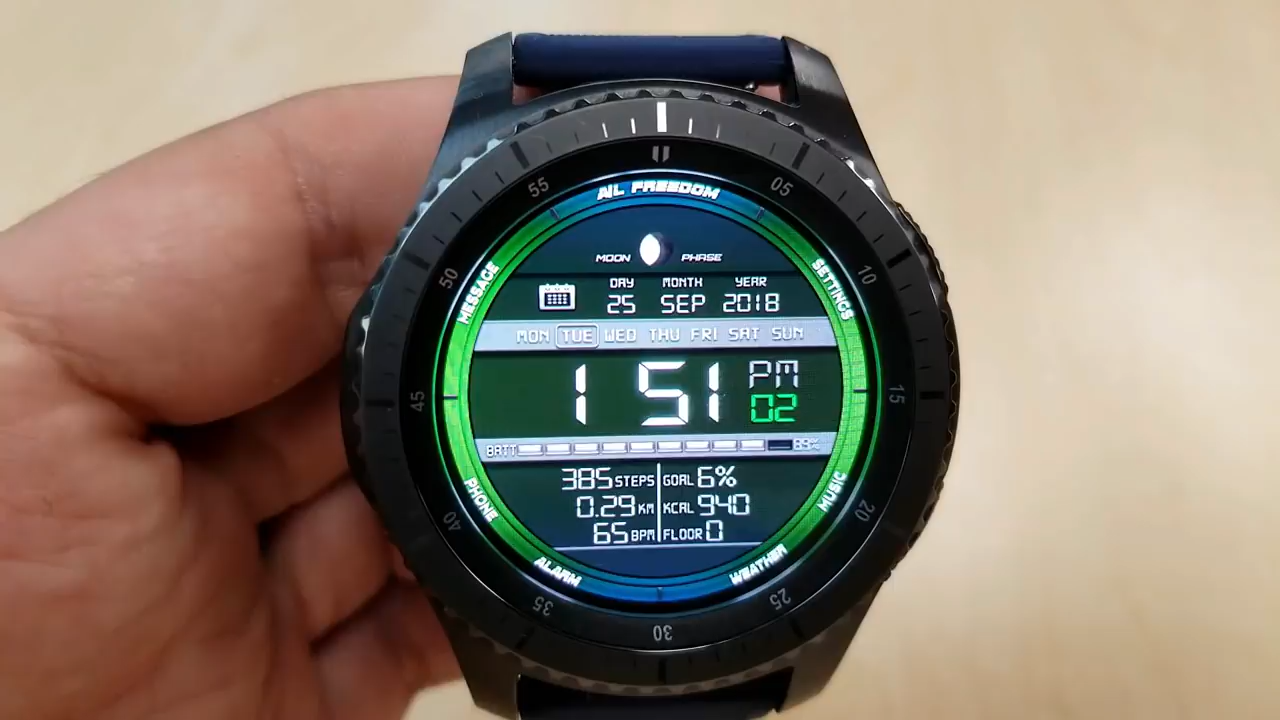 AIL FREEDOM
MOON PHASE
DAY MONTH YEAR
25 SEP 2018
MON TUE WED THU FRI SAT SUN
1 51 PM
02
BATT 89%
385 STEPS GOAL 6%
0.29 KM KCAL 940
65 BPM FLOOR 0
MESSAGE
SETTINGS
PHONE
MUSIC
ALARM
WEATHER
05
10
15
20
25
30
35
40
45
50
55